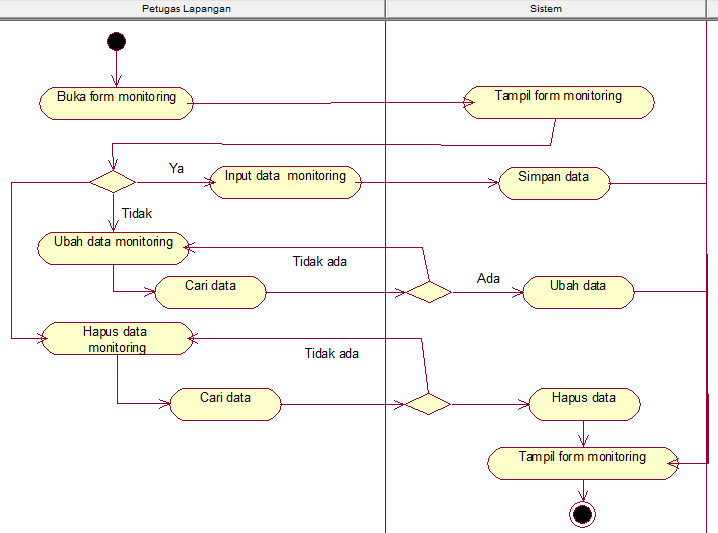 Petugas Lapangan
Sistem
Buka form monitoring
Tampil form monitoring
Ya
Input data monitoring
Simpan data
Tidak
Ubah data monitoring
Tidak ada
Cari data
Ada
Ubah data
Hapus data
monitoring
Tidak ada
Cari data
Hapus data
Tampil form monitoring